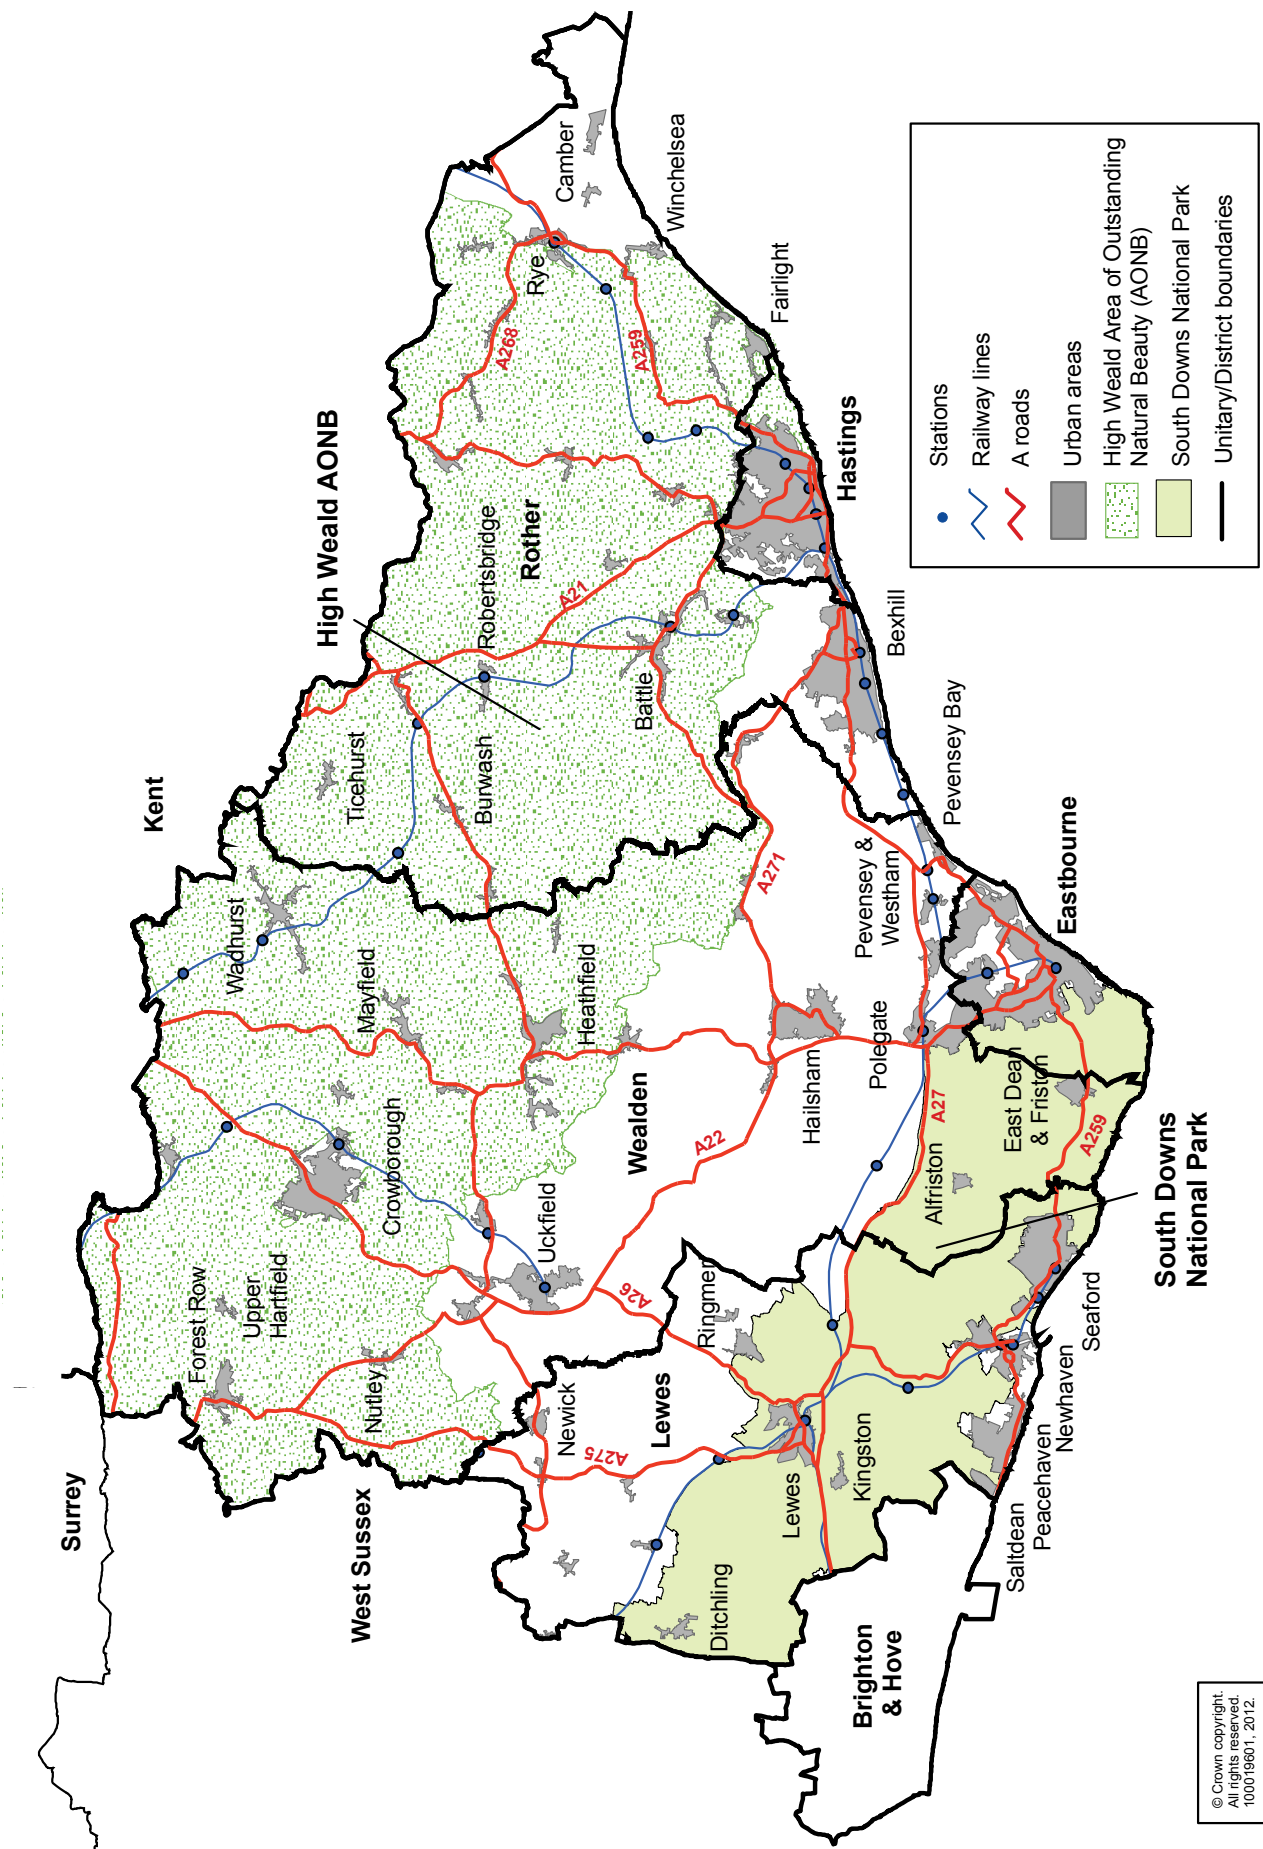 Surrey
Kent
West Sussex
High Weald AONB
Forest Row
Upper
Hartfield
Nutley
Crowborough
Wadhurst
Mayfield
Ticehurst
Burwash
Robertsbridge
Rother
A21
A268
Rye
A259
Camber
Winchelsea
Fairlight
Hastings
Battle
Bexhill
Pevensey Bay
Heathfield
A271
Wealden
Uckfield
A22
A26
Newick
A275
Lewes
Ringmer
Hailsham
Polegate
Pevensey &
Westham
Eastbourne
A27
East Dean
& Friston
A259
Alfriston
South Downs
National Park
Seaford
Newhaven
Peacehaven
Saltdean
Kingston
Lewes
Ditchling
Brighton
& Hove
Stations
Railway lines
A roads
Urban areas
High Weald Area of Outstanding
Natural Beauty (AONB)
South Downs National Park
Unitary/District boundaries
© Crown copyright.
All rights reserved.
100019601, 2012.